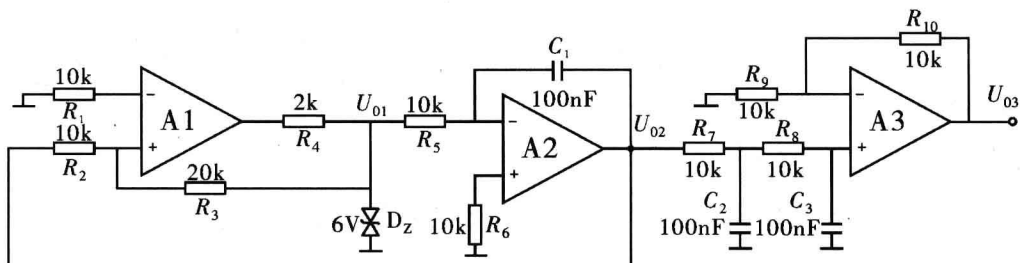 10k
R₁
10k
R₂
−
+
A1
20k
R₃
2k
R₄
U₀₁
6V
D_Z
10k
R₅
C₁
100nF
−
+
A2
10k
R₆
U₀₂
R₇
10k
R₈
10k
C₂
100nF
C₃
100nF
R₉
10k
−
+
A3
R₁₀
10k
U₀₃